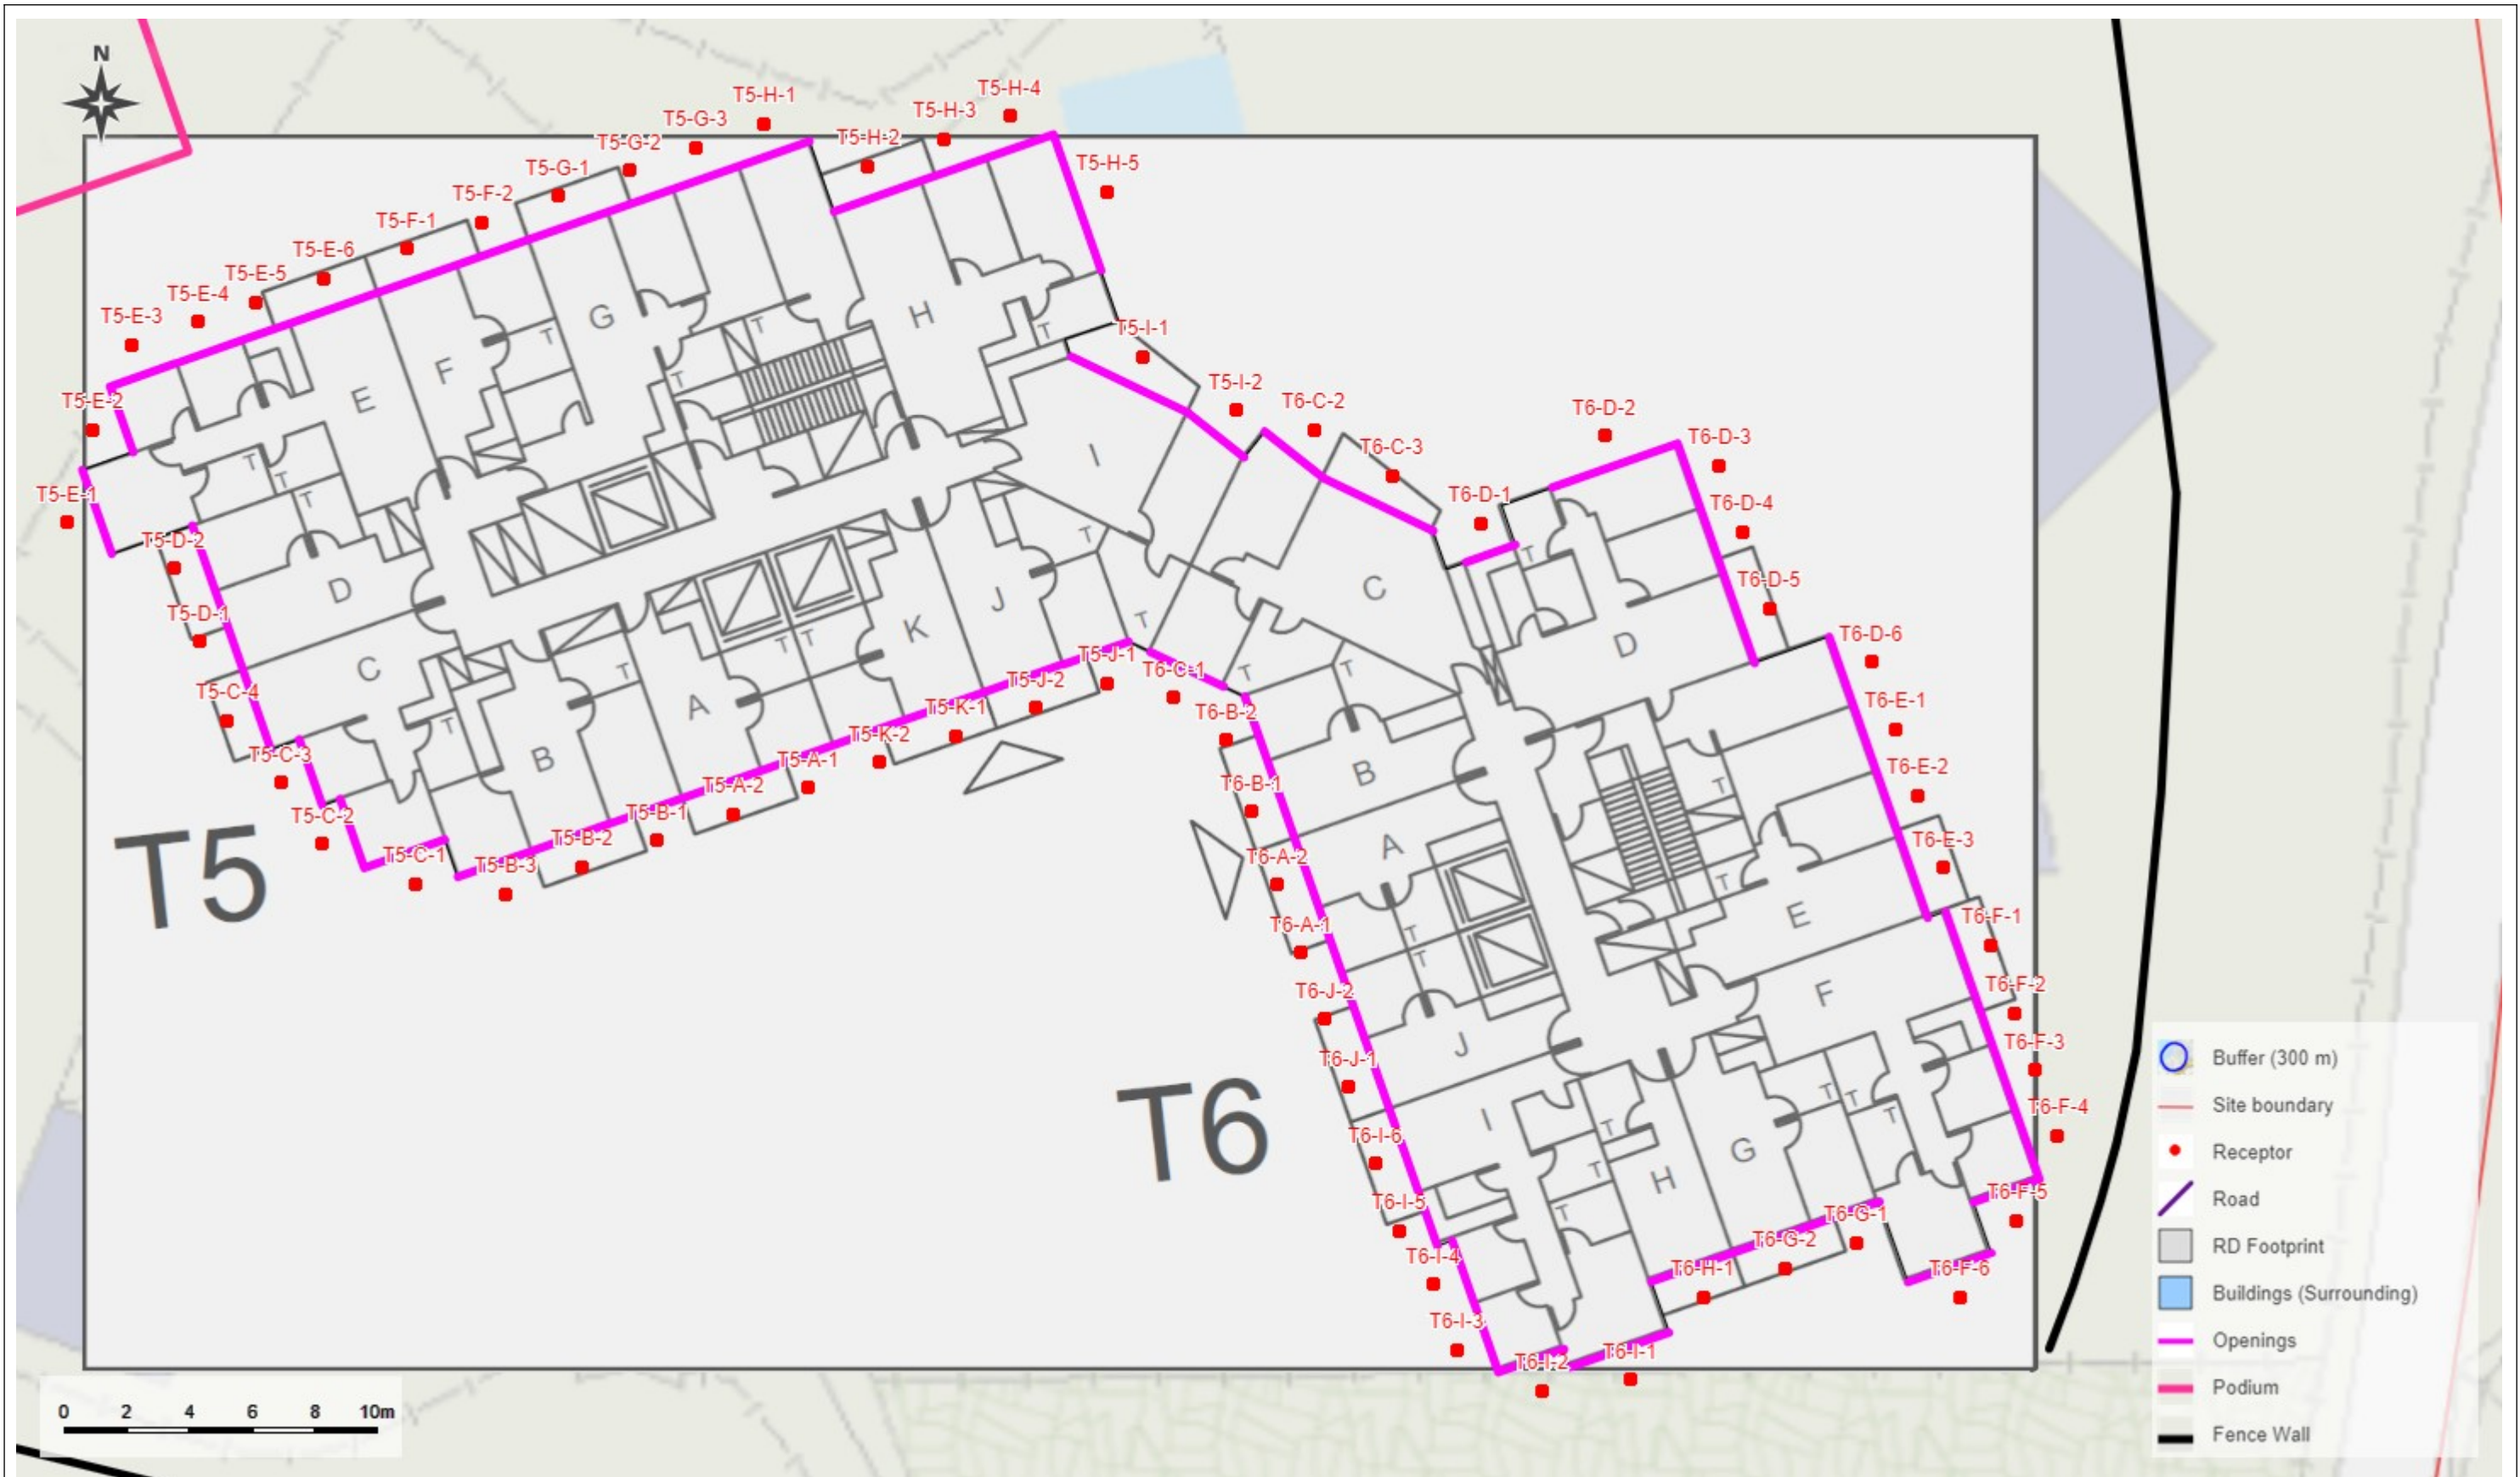 N
T5-H-4
T5-H-1
T5-H-3
T5-G-3
T5-H-2
T5-G-2
T5-H-5
T5-G-1
T5-F-2
T5-F-1
T5-E-6
T5-E-5
T5-E-4
T5-E-3
T5-I-1
T5-I-2
T5-E-2
T6-C-2
T6-D-2
T6-D-3
T6-C-3
T5-E-1
T6-D-1
T6-D-4
T5-D-2
T6-D-5
T5-D-1
T6-D-6
T5-J-1
T6-C-1
T5-J-2
T5-C-4
T5-K-1
T6-E-1
T6-B-2
T5-K-2
T5-C-3
T5-A-1
T6-E-2
T5-A-2
T6-B-1
T5-B-1
T5-C-2
T5-B-2
T6-E-3
T5-C-1
T6-A-2
T5-B-3
T6-F-1
T6-A-1
T6-F-2
T6-J-2
T6-F-3
T6-J-1
T6-F-4
T6-I-6
T6-F-5
T6-I-5
T6-G-1
T6-G-2
T6-I-4
T6-H-1
T6-F-6
T6-I-3
T6-I-1
T6-I-2
T5
A
B
C
D
E
F
G
H
I
J
K
T
T
T
T
T
T
T
T
T
T
T
T
T
T6
A
B
C
D
E
F
G
H
I
J
T
T
T
T
T
T
T
T
T
T
T
T
T
Buffer (300 m)
Site boundary
Receptor
Road
RD Footprint
Buildings (Surrounding)
Openings
Podium
Fence Wall
0 2 4 6 8 10m